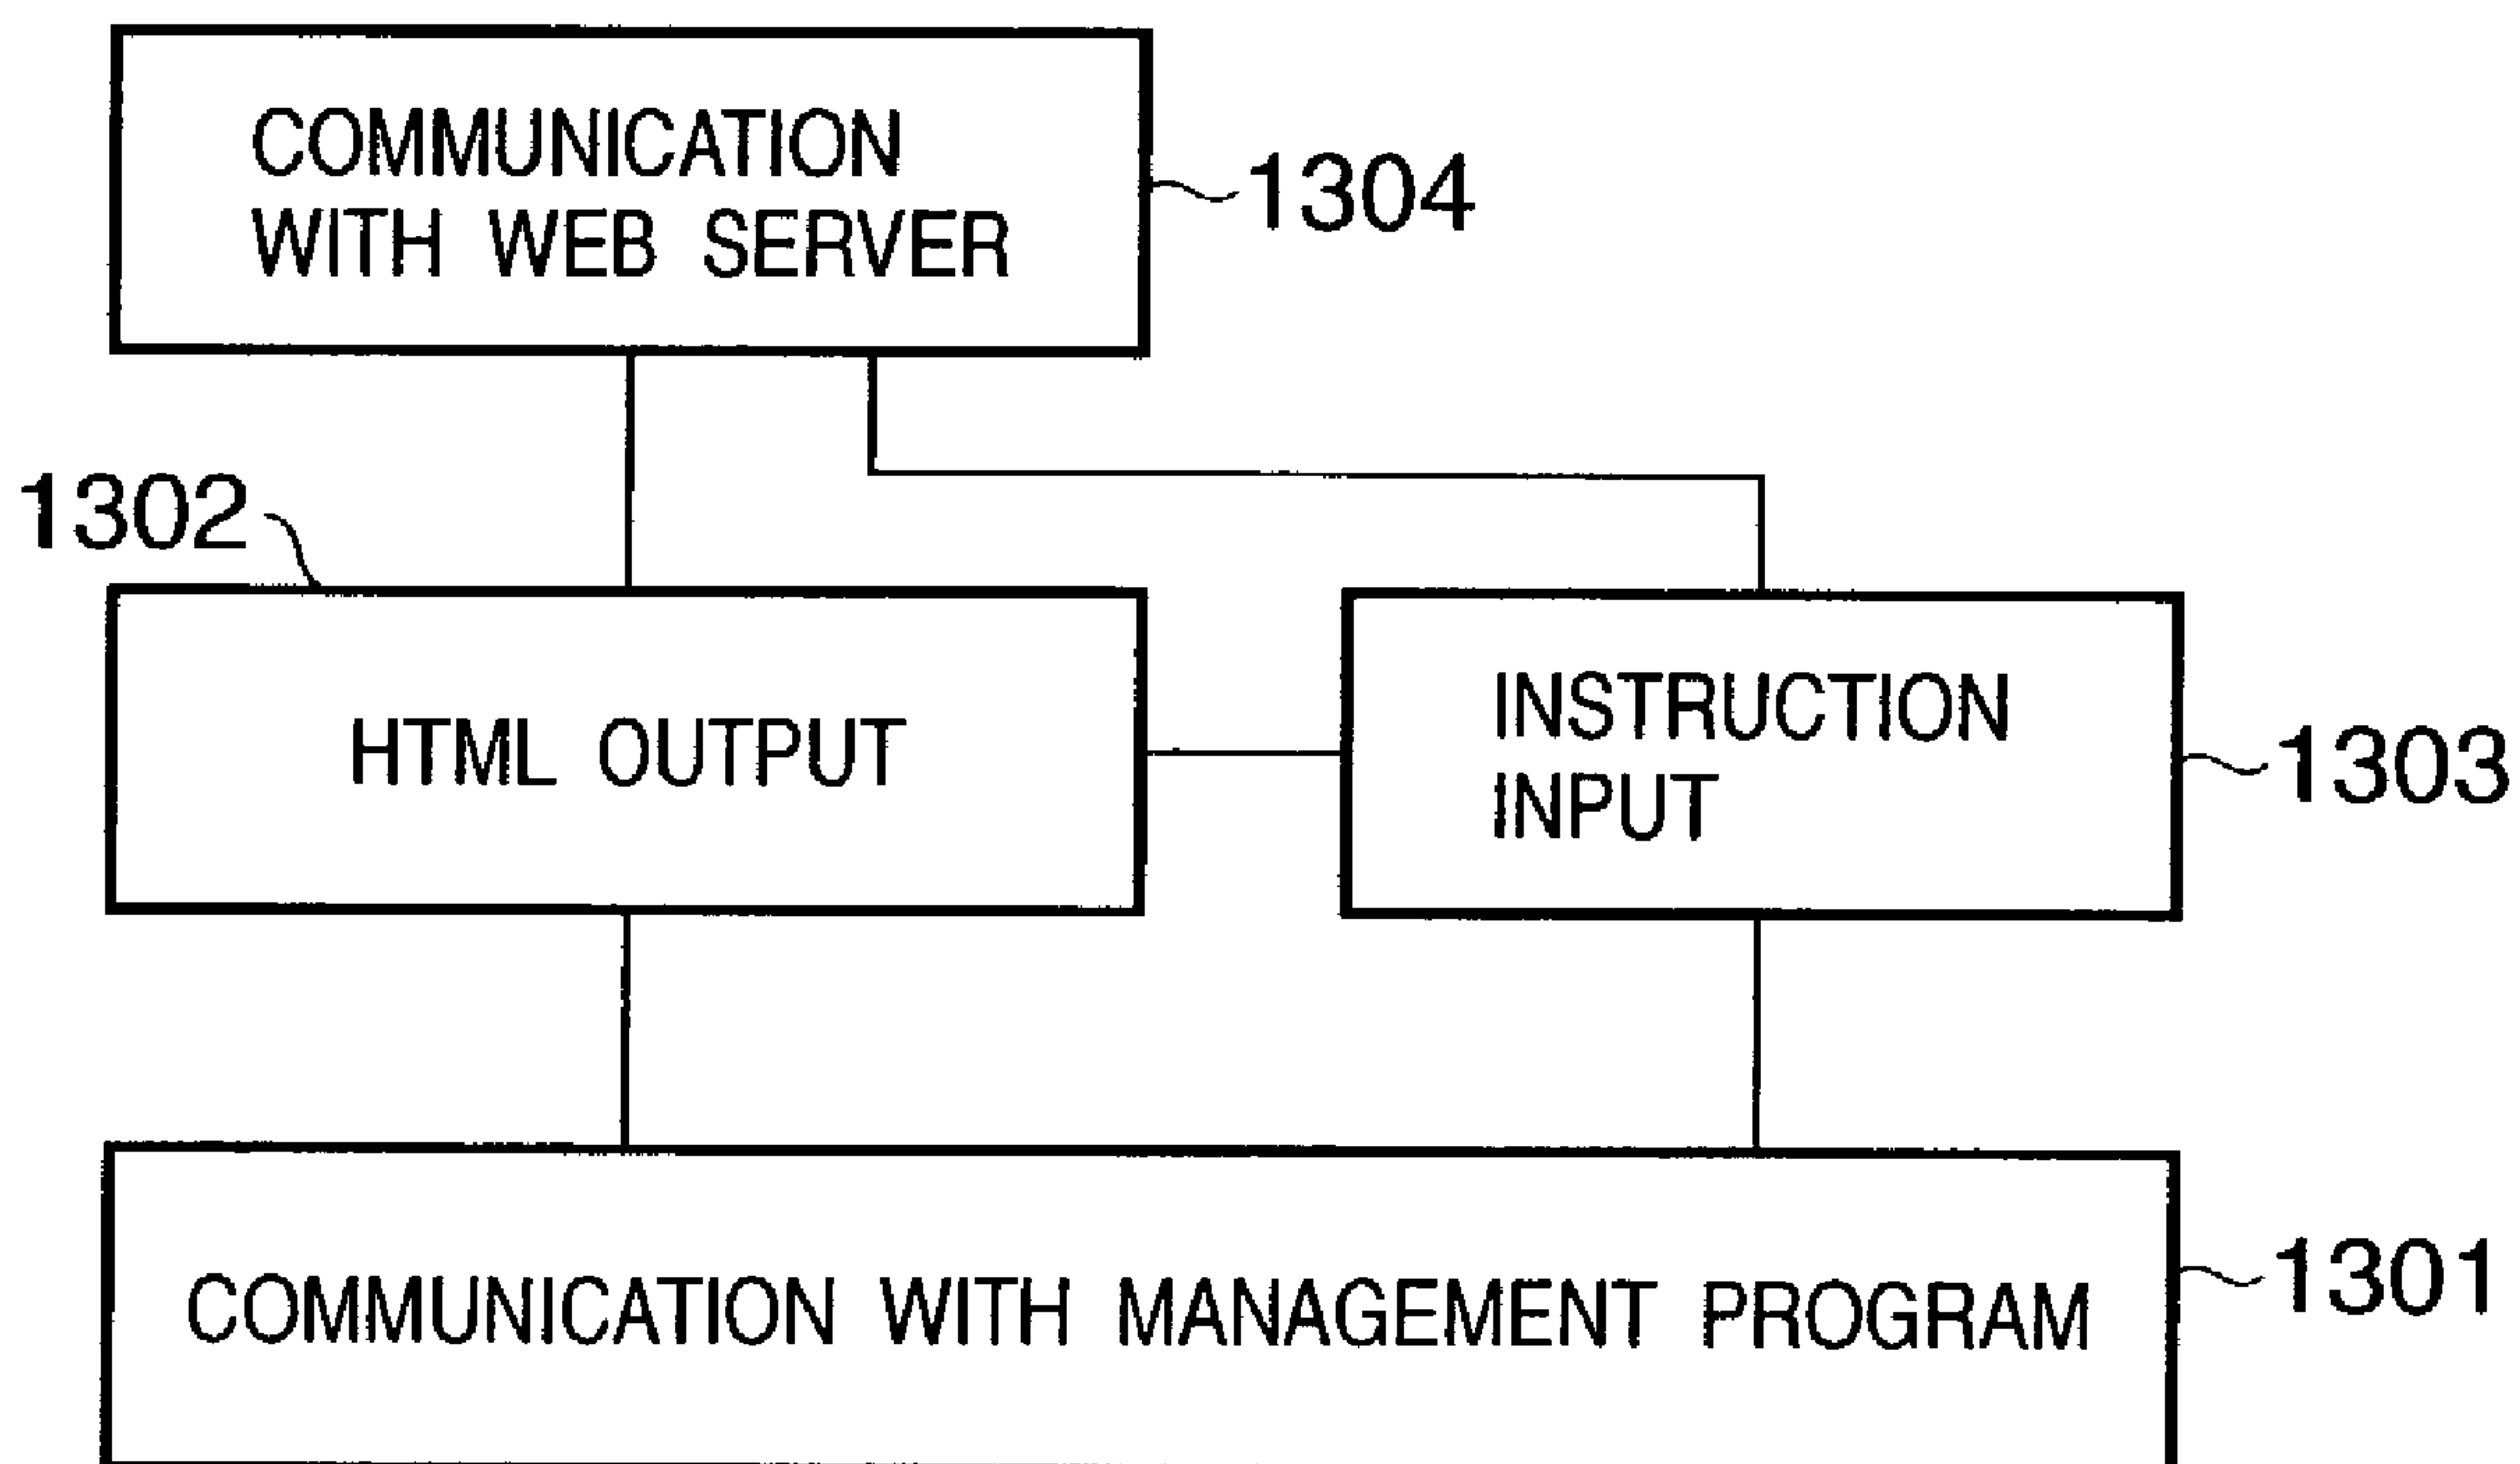 COMMUNICATION
WITH WEB SERVER
1304
1302
HTML OUTPUT
INSTRUCTION
INPUT
1303
COMMUNICATION WITH MANAGEMENT PROGRAM
1301